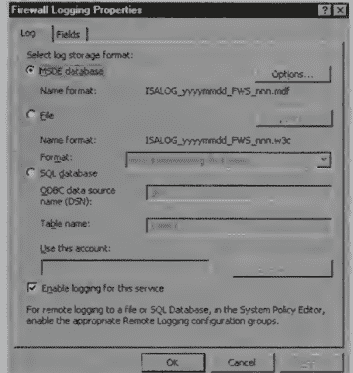 Firewall Logging Properties
Log Fields
Select log storage format:
MSDE database
Options...
Name format: ISALOG_yyyymmdd_FWS_nnn.mdf
File
Name format: ISALOG_yyyymmdd_FWS_nnn.w3c
Format:
SQL database
ODBC data source
name (DSN):
Table name:
Use this account:
Enable logging for this service
For remote logging to a file or SQL Database, in the System Policy Editor,
enable the appropriate Remote Logging configuration groups.
OK Cancel